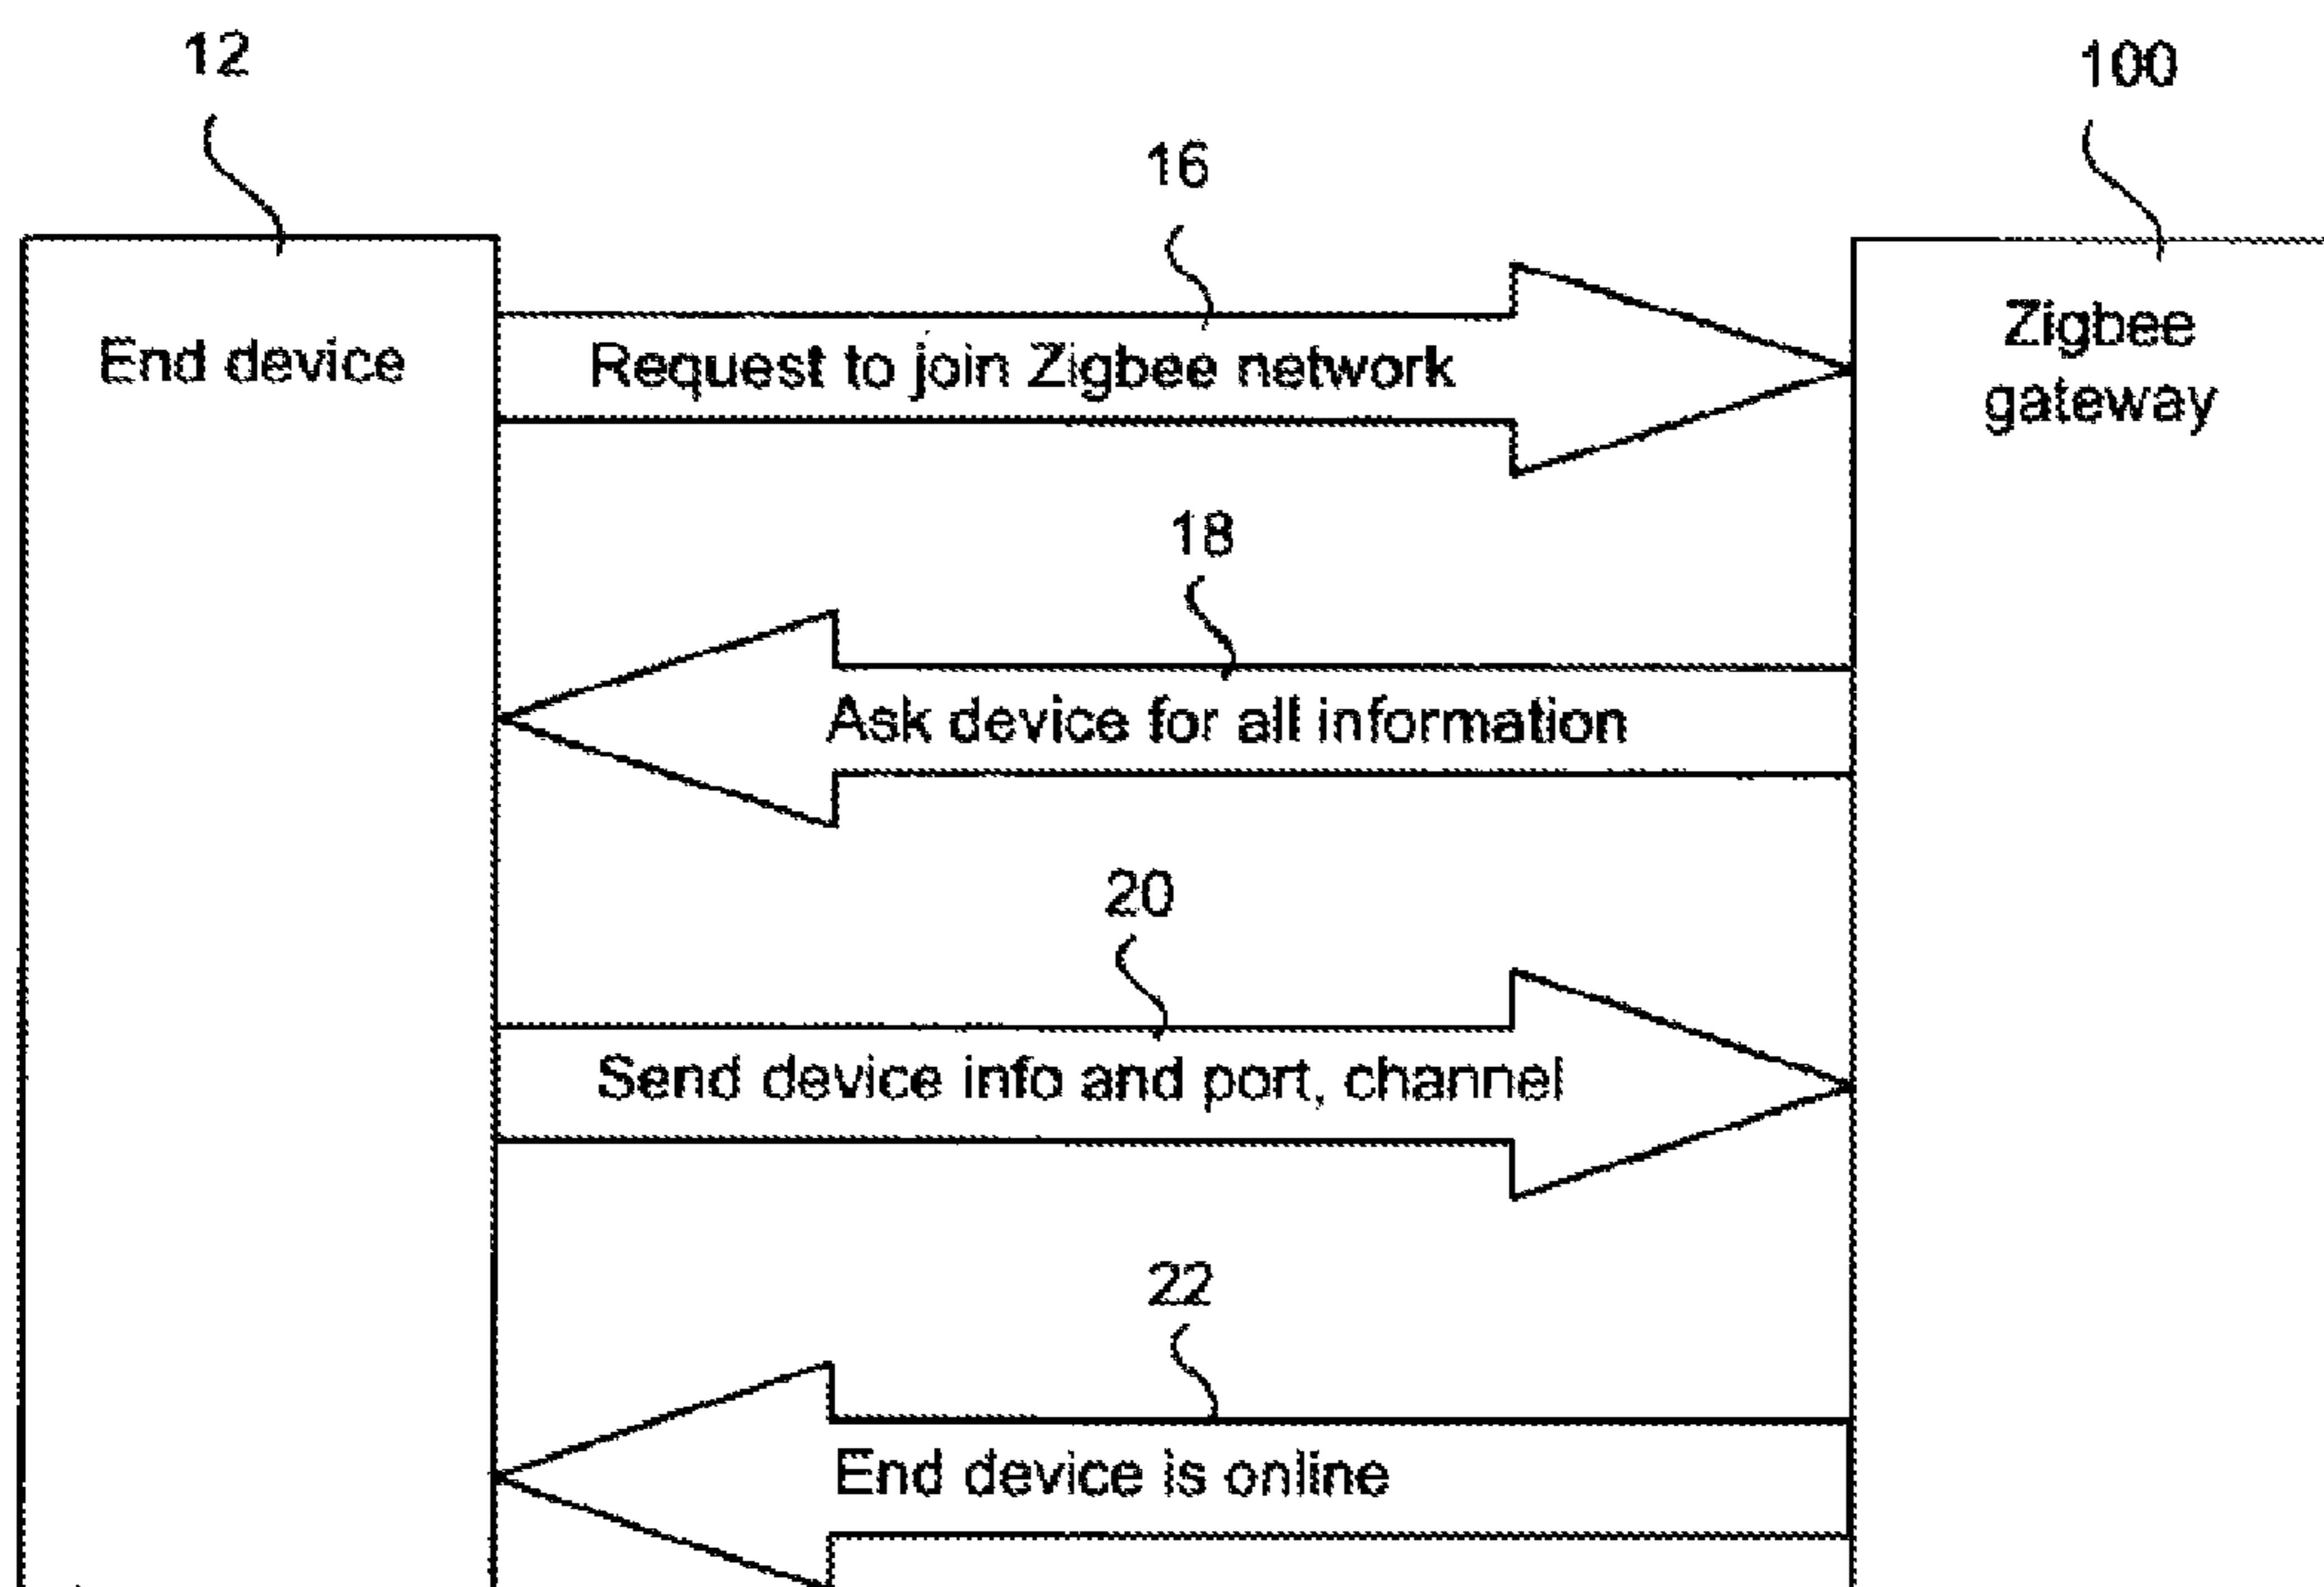 12
100
16
End device
Request to join Zigbee network
Zigbee
gateway
18
Ask device for all information
20
Send device info and port, channel
22
End device is online